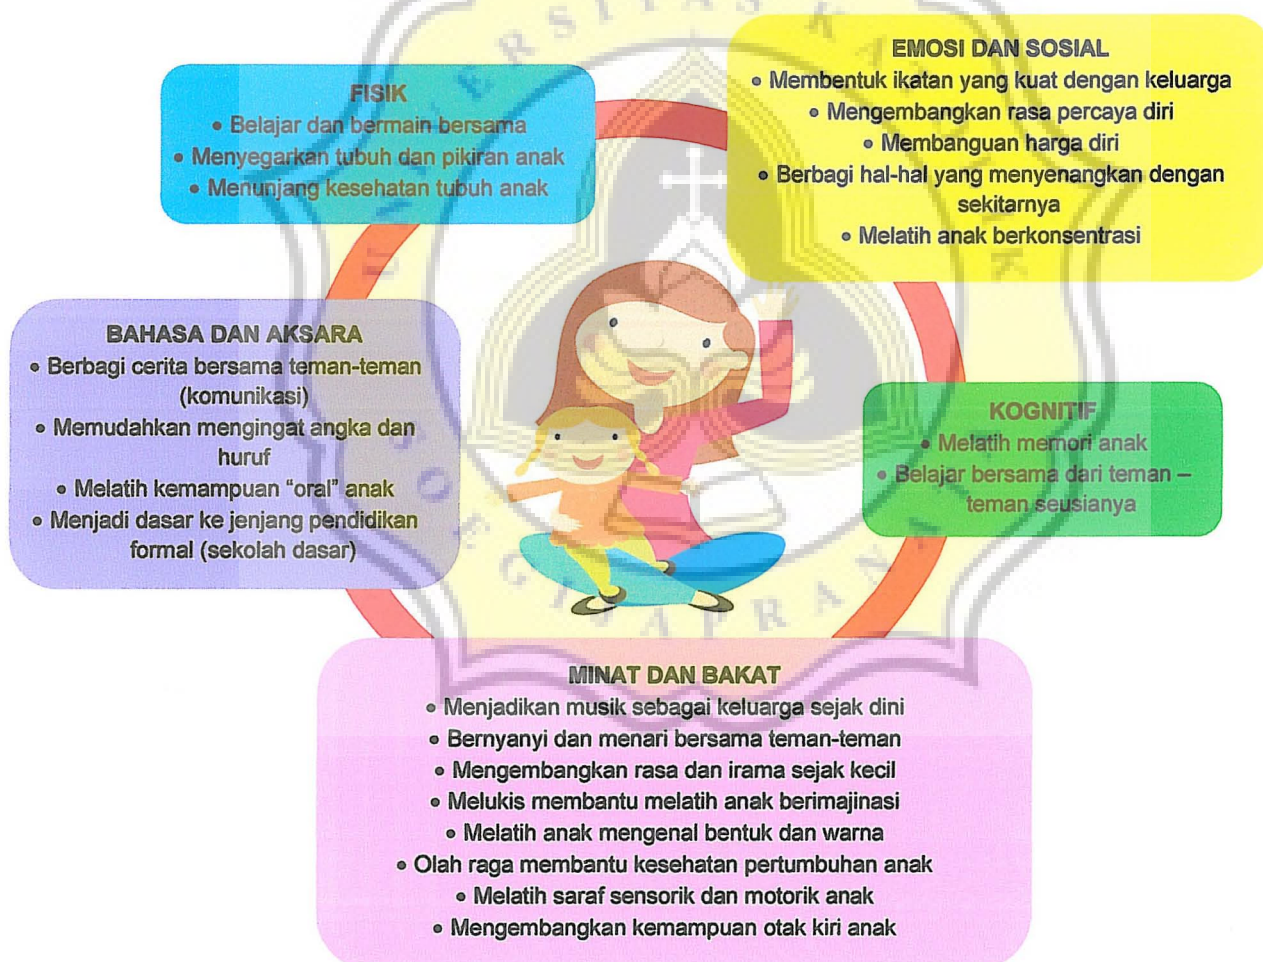 FISIK
• Belajar dan bermain bersama
• Menyegarkan tubuh dan pikiran anak
• Menunjang kesehatan tubuh anak
EMOSI DAN SOSIAL
• Membentuk ikatan yang kuat dengan keluarga
• Mengembangkan rasa percaya diri
• Membanguan harga diri
• Berbagi hal-hal yang menyenangkan dengan
sekitarnya
• Melatih anak berkonsentrasi
BAHASA DAN AKSARA
• Berbagi cerita bersama teman-teman
(komunikasi)
• Memudahkan mengingat angka dan
huruf
• Melatih kemampuan “oral” anak
• Menjadi dasar ke jenjang pendidikan
formal (sekolah dasar)
KOGNITIF
• Melatih memori anak
• Belajar bersama dari teman –
teman seusianya
MINAT DAN BAKAT
• Menjadikan musik sebagai keluarga sejak dini
• Bernyanyi dan menari bersama teman-teman
• Mengembangkan rasa dan irama sejak kecil
• Melukis membantu melatih anak berimajinasi
• Melatih anak mengenal bentuk dan warna
• Olah raga membantu kesehatan pertumbuhan anak
• Melatih saraf sensorik dan motorik anak
• Mengembangkan kemampuan otak kiri anak